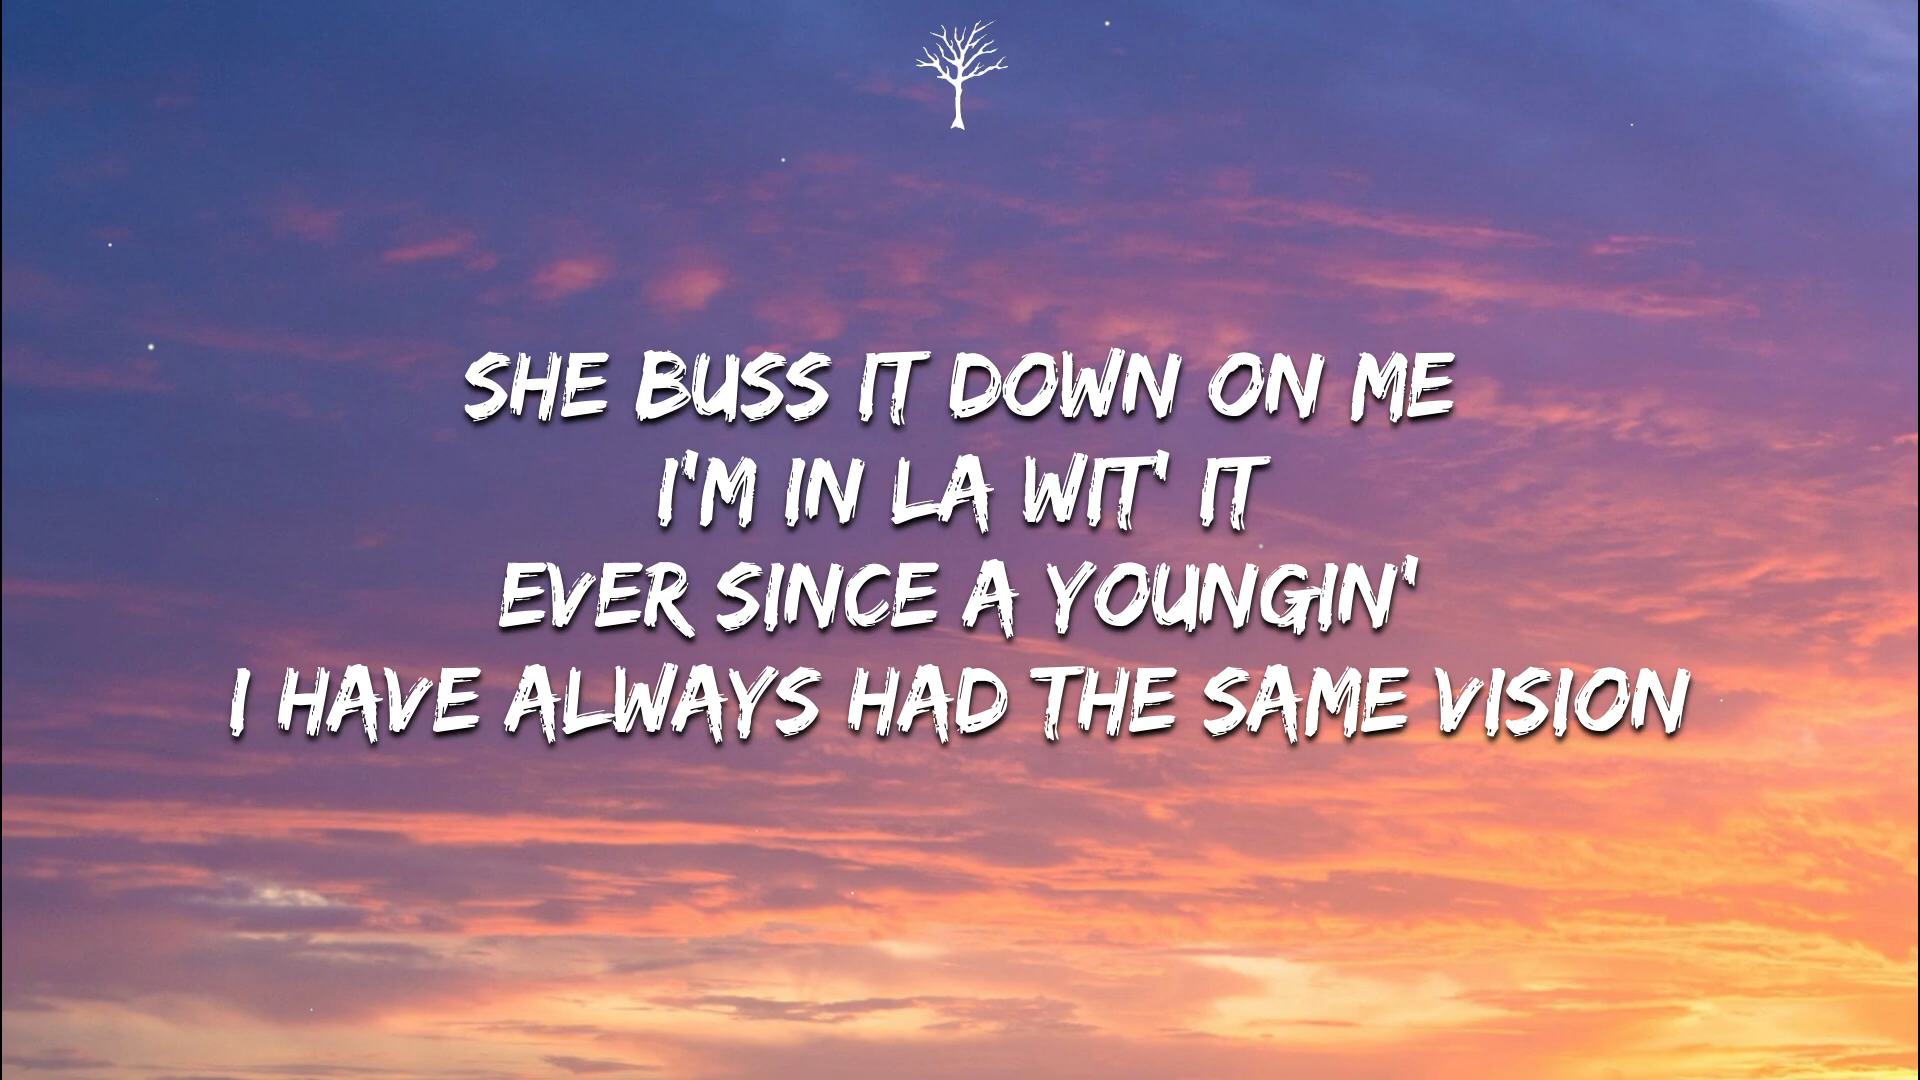 SHE BUSS IT DOWN ON ME
I'M IN LA WIT' IT
EVER SINCE A YOUNGIN'
I HAVE ALWAYS HAD THE SAME VISION